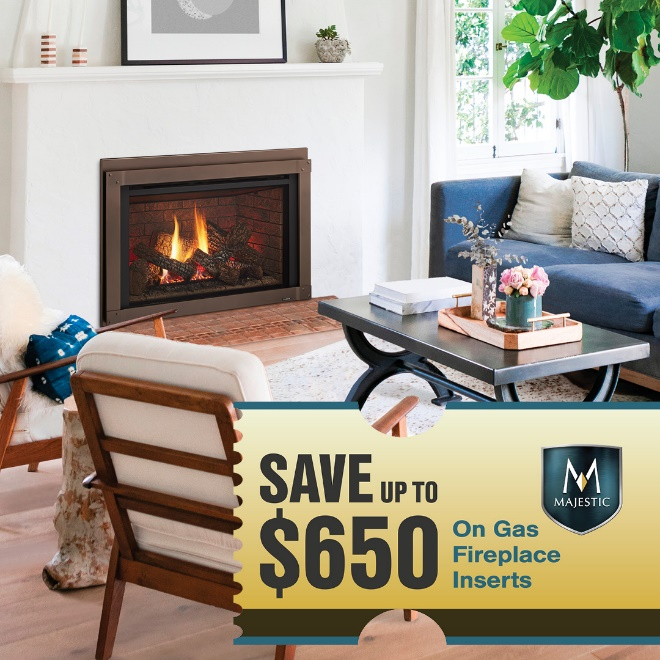 SAVE UP TO
$650
On Gas
Fireplace
Inserts
MAJESTIC